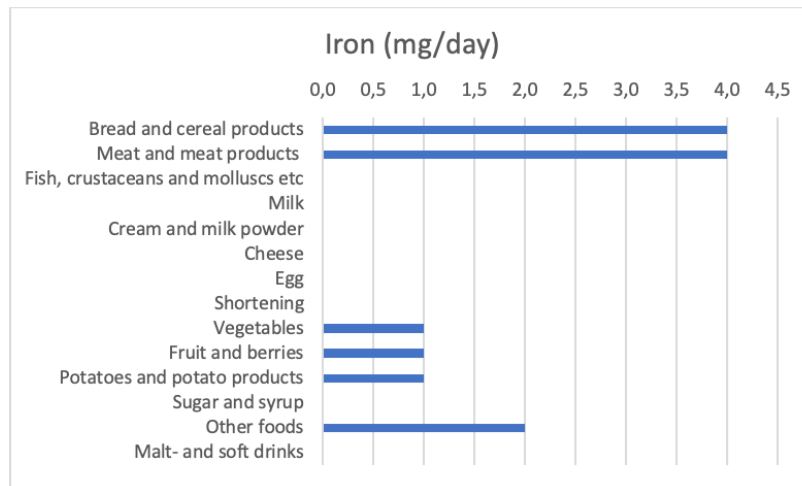 Iron (mg/day)
0,0 0,5 1,0 1,5 2,0 2,5 3,0 3,5 4,0 4,5
Bread and cereal products
Meat and meat products
Fish, crustaceans and molluscs etc
Milk
Cream and milk powder
Cheese
Egg
Shortening
Vegetables
Fruit and berries
Potatoes and potato products
Sugar and syrup
Other foods
Malt- and soft drinks